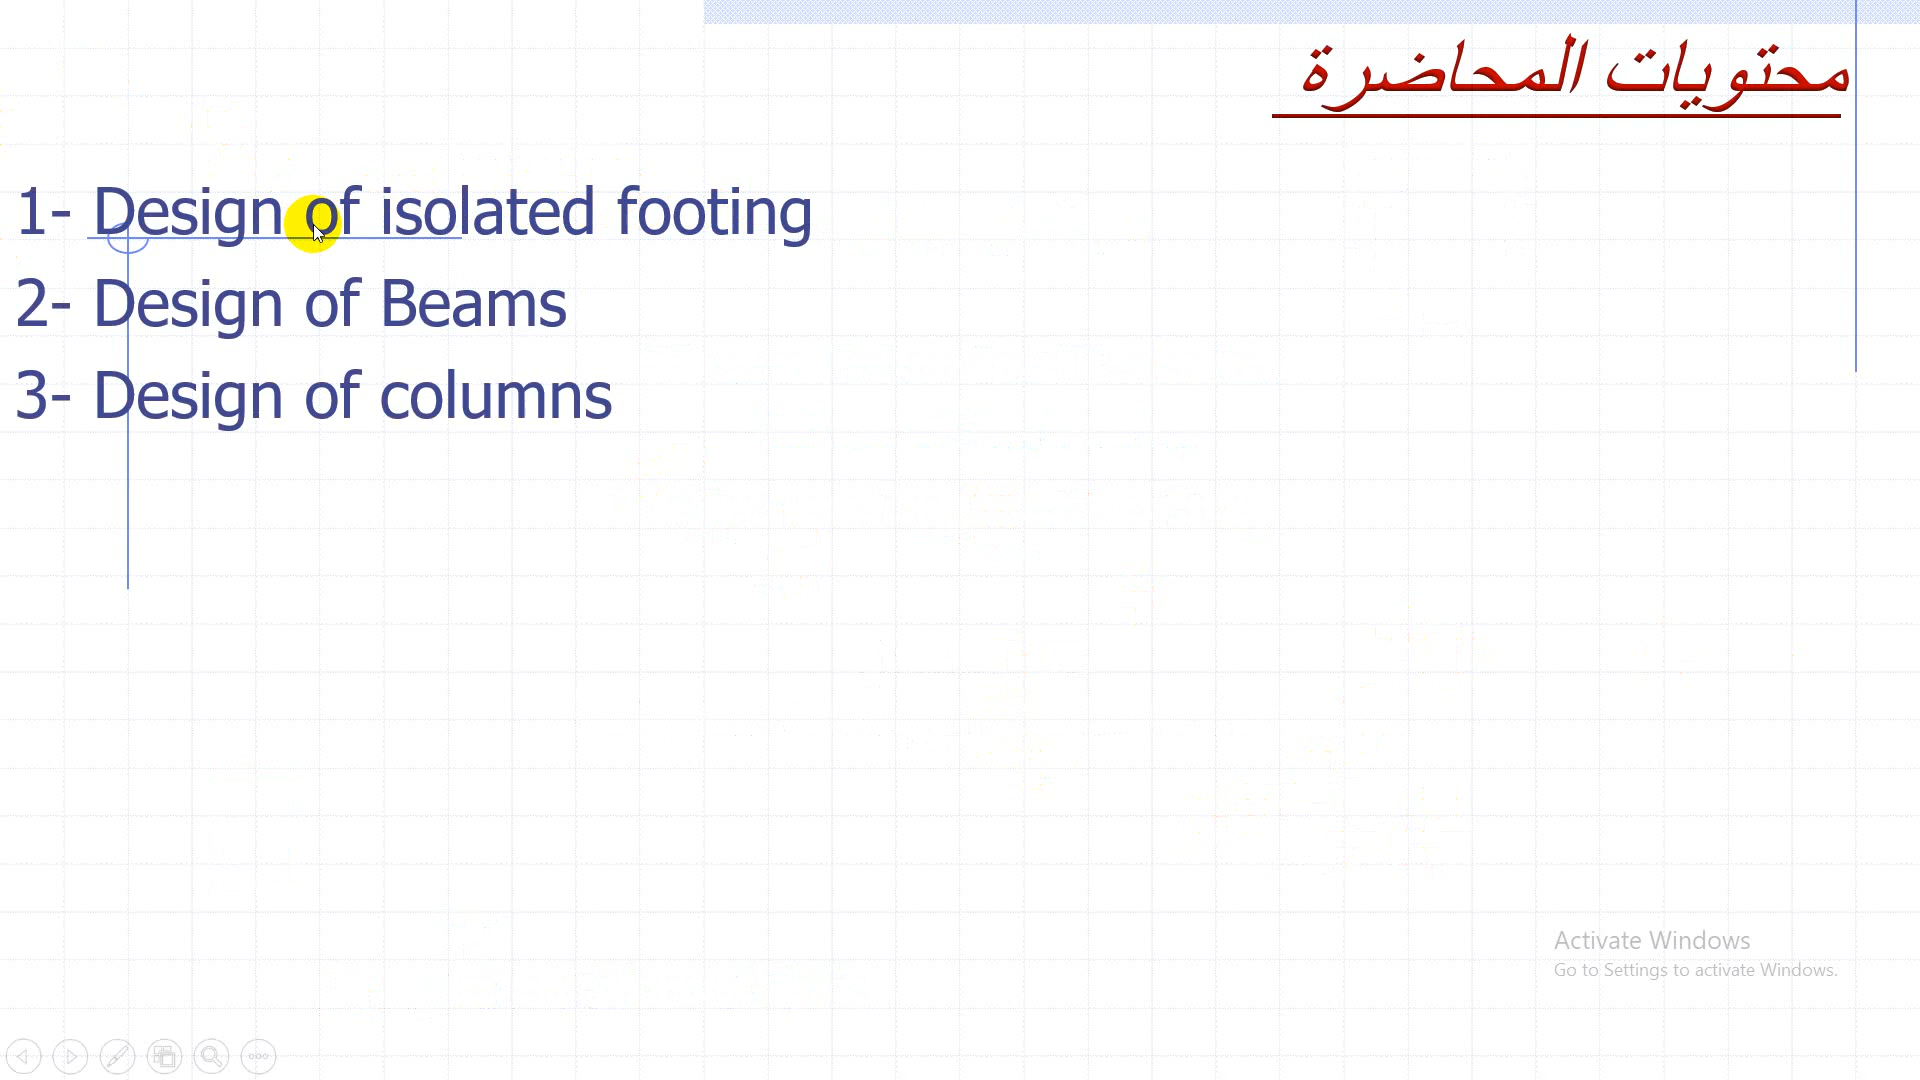 محتويات المحاضرة
1- Design of isolated footing
2- Design of Beams
3- Design of columns
Activate Windows
Go to Settings to activate Windows.